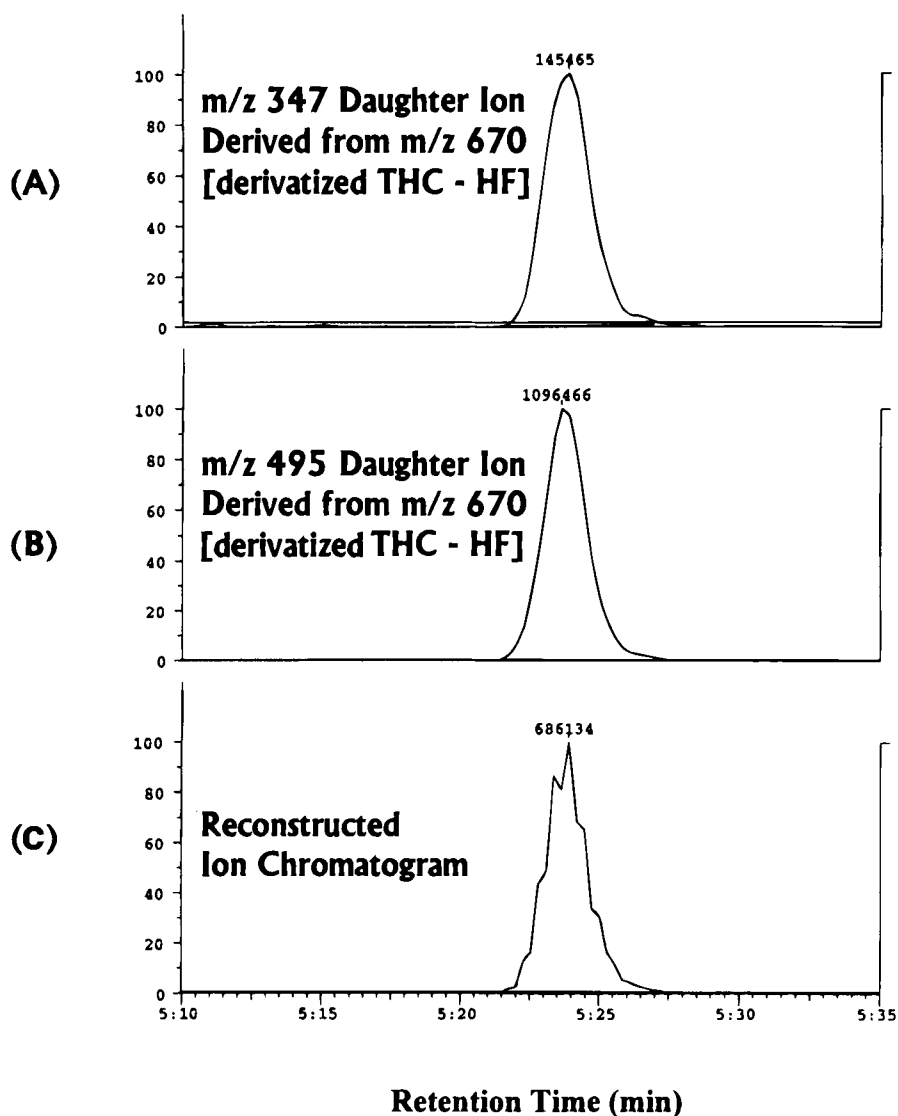 145465
100
80
60
40
20
0
(A)
m/z 347 Daughter Ion
Derived from m/z 670
[derivatized THC - HF]
1096466
100
80
60
40
20
0
(B)
m/z 495 Daughter Ion
Derived from m/z 670
[derivatized THC - HF]
686134
100
80
60
40
20
0
(C)
Reconstructed
Ion Chromatogram
5:10 5:15 5:20 5:25 5:30 5:35
Retention Time (min)